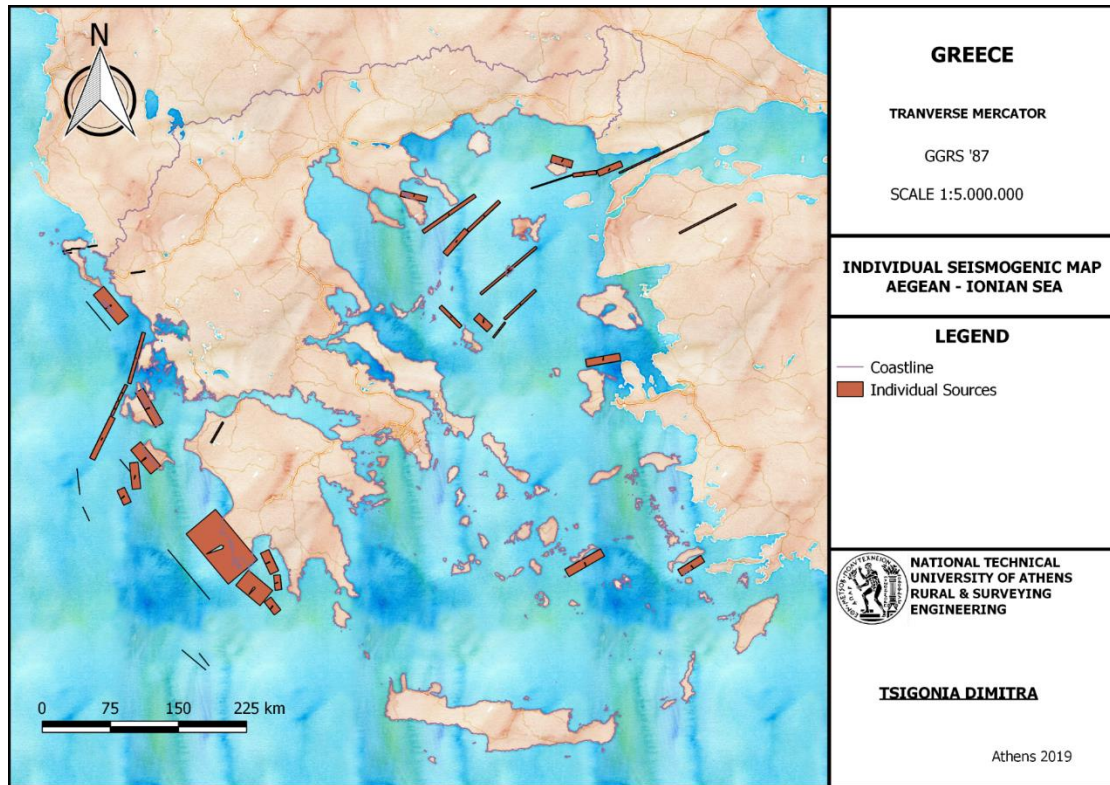 N
0 75 150 225 km
GREECE
TRANVERSE MERCATOR
GGRS '87
SCALE 1:5.000.000
INDIVIDUAL SEISMOGENIC MAP
AEGEAN - IONIAN SEA
LEGEND
Coastline
Individual Sources
NATIONAL TECHNICAL
UNIVERSITY OF ATHENS
RURAL & SURVEYING
ENGINEERING
TSIGONIA DIMITRA
Athens 2019